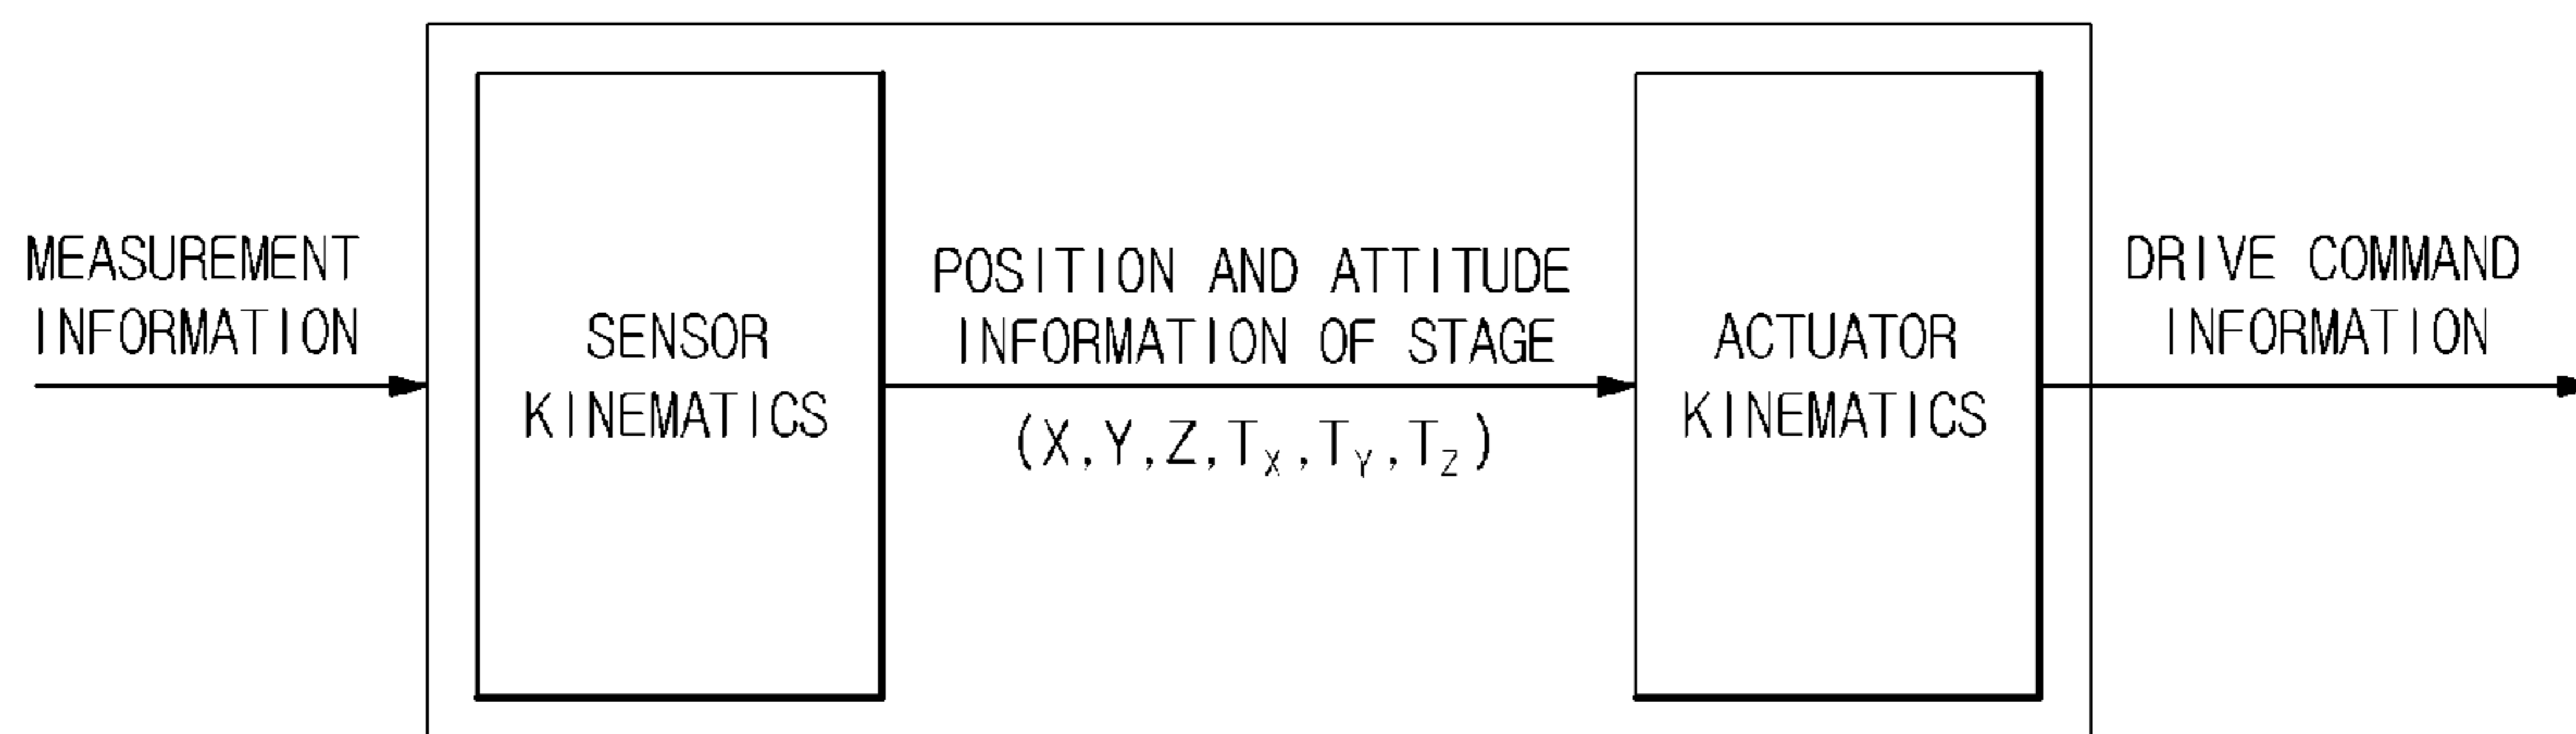 MEASUREMENT
INFORMATION
SENSOR
KINEMATICS
POSITION AND ATTITUDE
INFORMATION OF STAGE
(X,Y,Z,T_X,T_Y,T_Z)
ACTUATOR
KINEMATICS
DRIVE COMMAND
INFORMATION